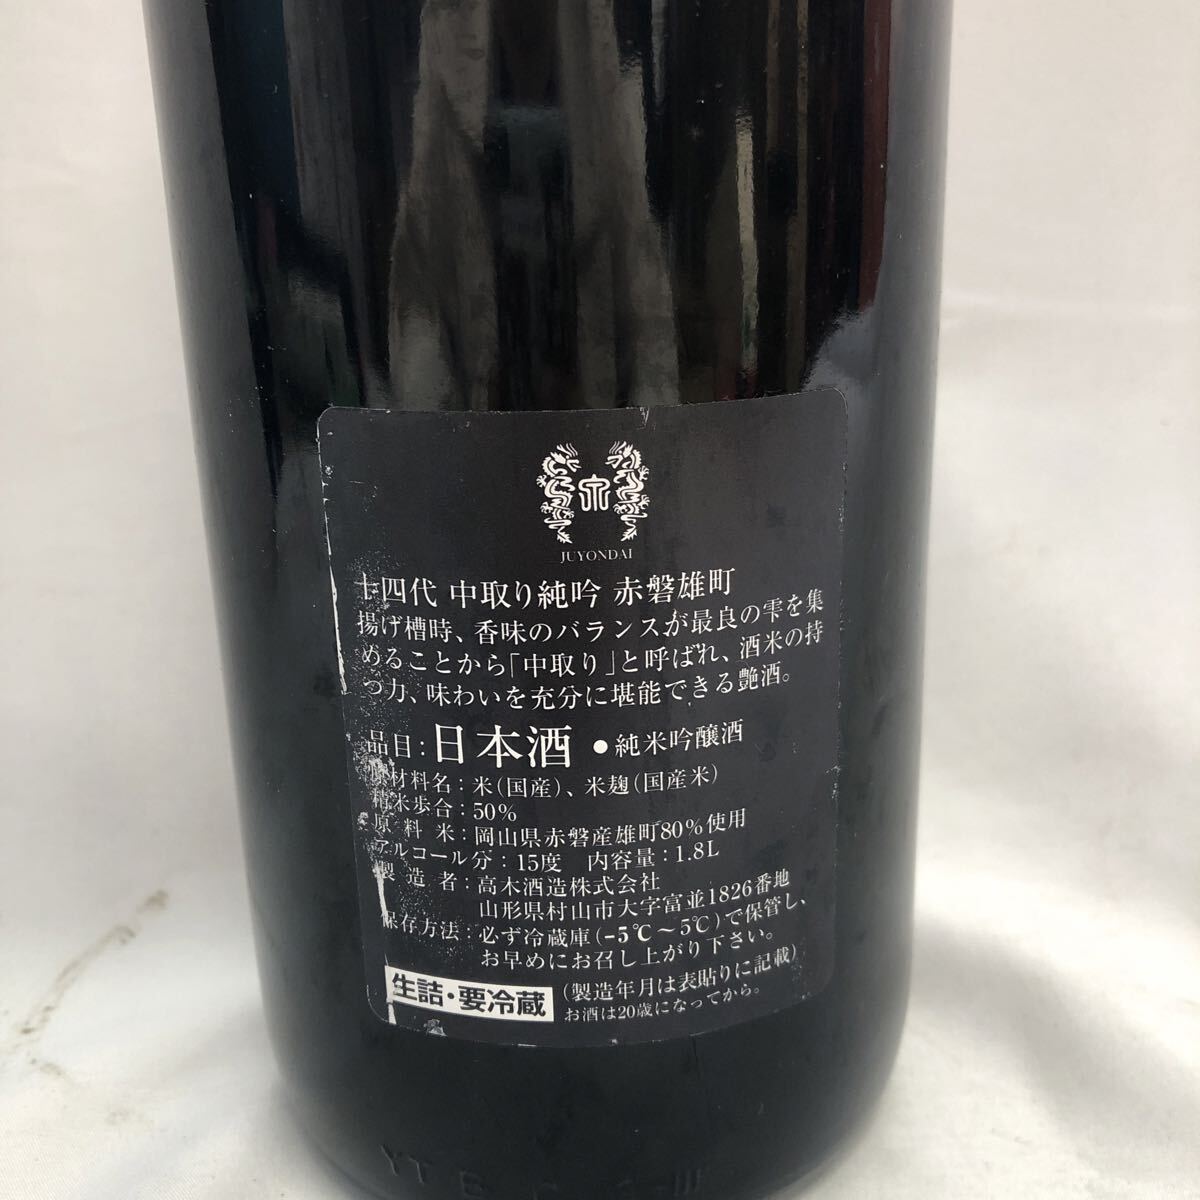 JUYONDAI
十四代 中取り純吟 赤磐雄町
揚げ槽時、香味のバランスが最良の雫を集
めることから「中取り」と呼ばれ、酒米の持
つ力、味わいを充分に堪能できる艶酒。
品目：日本酒 ●純米吟醸酒
原材料名：米（国産）、米麹（国産米）
精米歩合：50％
原料米：岡山県赤磐産雄町80％使用
アルコール分：15度 内容量：1.8L
製造者：高木酒造株式会社
山形県村山市大字富並1826番地
保存方法：必ず冷蔵庫（-5℃～5℃）で保管し、
お早めにお召し上がり下さい。
生詰・要冷蔵 （製造年月は表貼りに記載）
お酒は20歳になってから。